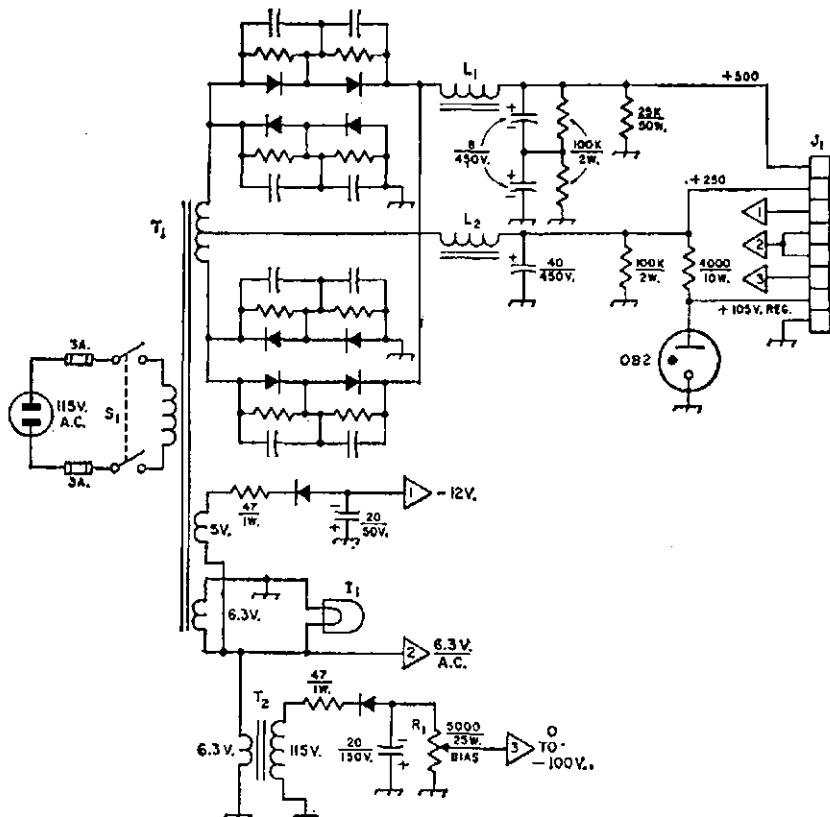 L₁
+500
25K
50W.
J₁
8
450V.
100K
2W.
+250
1
T₁
L₂
2
40
450V.
100K
2W.
4000
10W.
3
+105V. REG.
OB2
3A.
115V.
A.C.
S₁
3A.
47
1W.
1
-12V.
5V.
20
50V.
I₁
6.3V.
2
6.3V.
A.C.
47
1W.
T₂
R₁
5000
25W.
BIAS
3
0
TO
-100V.
6.3V.
115V.
20
150V.